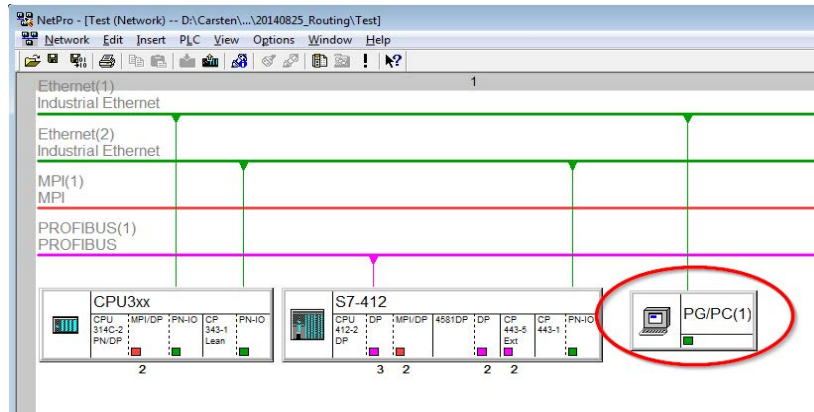 NetPro - [Test (Network) -- D:\Carsten\...\20140825_Routing\Test]
Network Edit Insert PLC View Options Window Help
1
Ethernet(1)
Industrial Ethernet
Ethernet(2)
Industrial Ethernet
MPI(1)
MPI
PROFIBUS(1)
PROFIBUS
CPU3xx
CPU 314C-2 PN/DP
MPI/DP
PN-IO
CP 343-1 Lean
PN-IO
2
S7-412
CPU 412-2 DP
DP
MPI/DP
4581DP
DP
CP 443-5 Ext
CP 443-1
PN-IO
3 2 2 2
PG/PC(1)